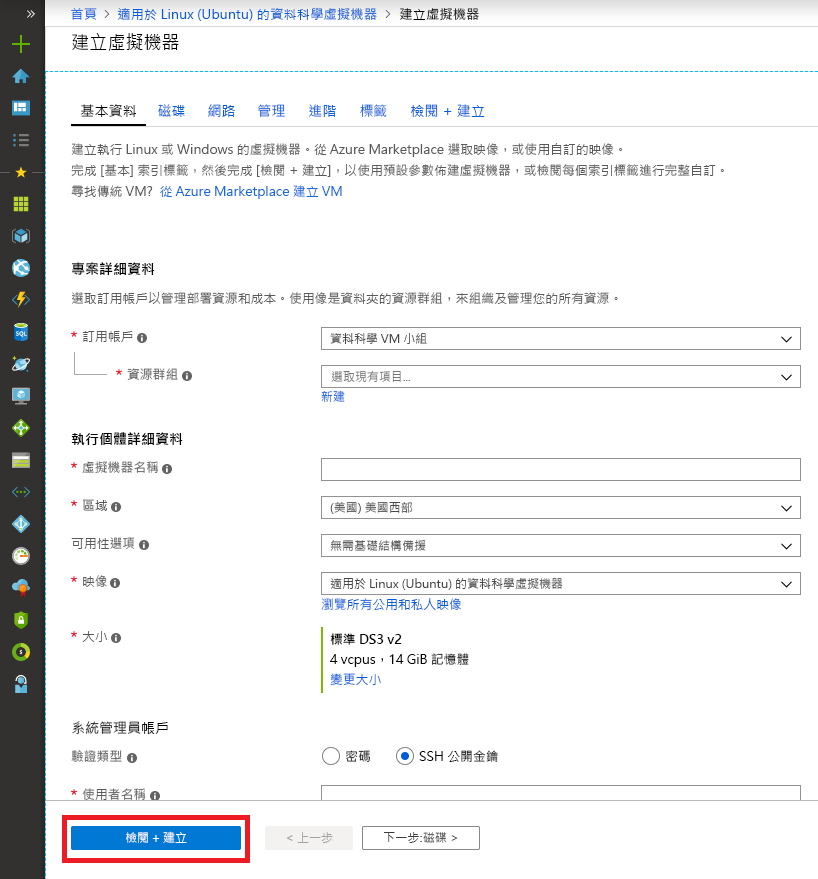 »
首頁 > 適用於 Linux (Ubuntu) 的資料科學虛擬機器 > 建立虛擬機器
建立虛擬機器
基本資料 磁碟 網路 管理 進階 標籤 檢閱 + 建立
建立執行 Linux 或 Windows 的虛擬機器。從 Azure Marketplace 選取映像，或使用自訂的映像。
完成 [基本] 索引標籤，然後完成 [檢閱 + 建立]，以使用預設參數佈建虛擬機器，或檢閱每個索引標籤進行完整自訂。
尋找傳統 VM? 從 Azure Marketplace 建立 VM
專案詳細資料
選取訂用帳戶以管理部署資源和成本。使用像是資料夾的資源群組，來組織及管理您的所有資源。
* 訂用帳戶 資料科學 VM 小組
* 資源群組 選取現有項目...
新建
執行個體詳細資料
* 虛擬機器名稱
* 區域 (美國) 美國西部
可用性選項 無需基礎結構備援
* 映像 適用於 Linux (Ubuntu) 的資料科學虛擬機器
瀏覽所有公用和私人映像
* 大小 標準 DS3 v2
4 vcpus，14 GiB 記憶體
變更大小
系統管理員帳戶
驗證類型 密碼 SSH 公開金鑰
* 使用者名稱
檢閱 + 建立 < 上一步 下一步:磁碟 >
SQL